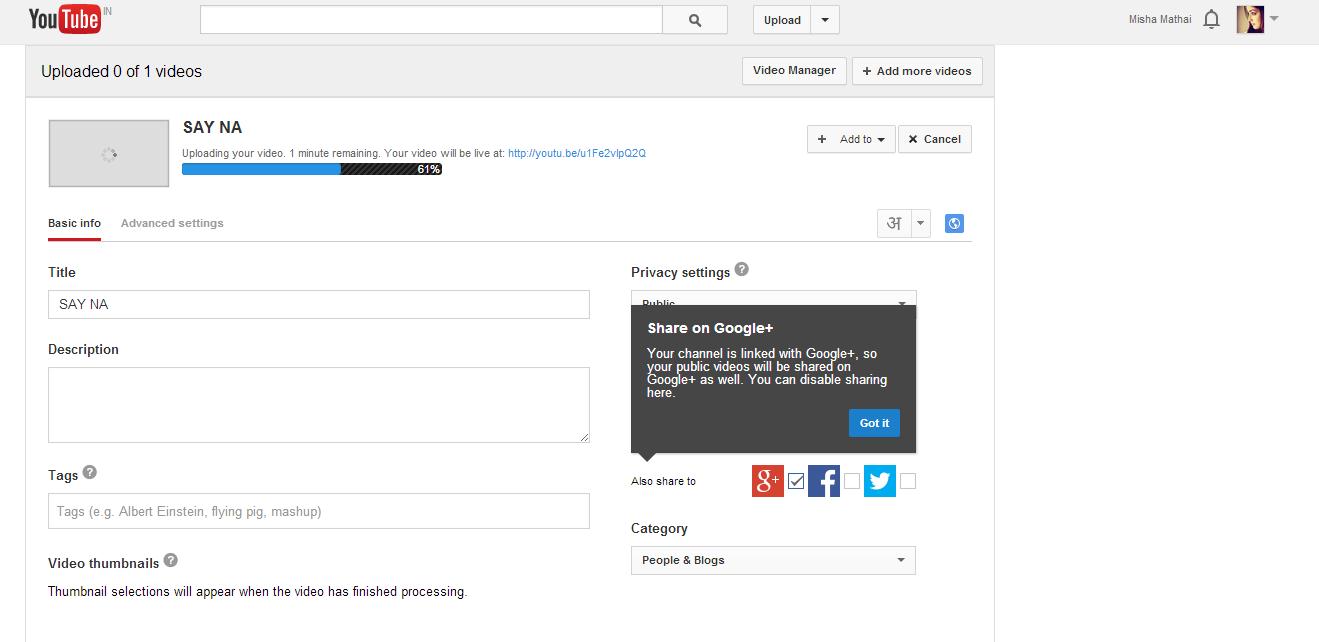 YouTube IN
Upload
Misha Mathai
Uploaded 0 of 1 videos
Video Manager
+ Add more videos
SAY NA
+ Add to
× Cancel
Uploading your video. 1 minute remaining. Your video will be live at: http://youtu.be/u1Fe2vIpQ2Q
61%
Basic info
Advanced settings
अ
Title
SAY NA
Description
Tags ?
Tags (e.g. Albert Einstein, flying pig, mashup)
Video thumbnails ?
Thumbnail selections will appear when the video has finished processing.
Privacy settings ?
Public
Share on Google+
Your channel is linked with Google+, so
your public videos will be shared on
Google+ as well. You can disable sharing
here.
Got it
Also share to
g+
f
Category
People & Blogs